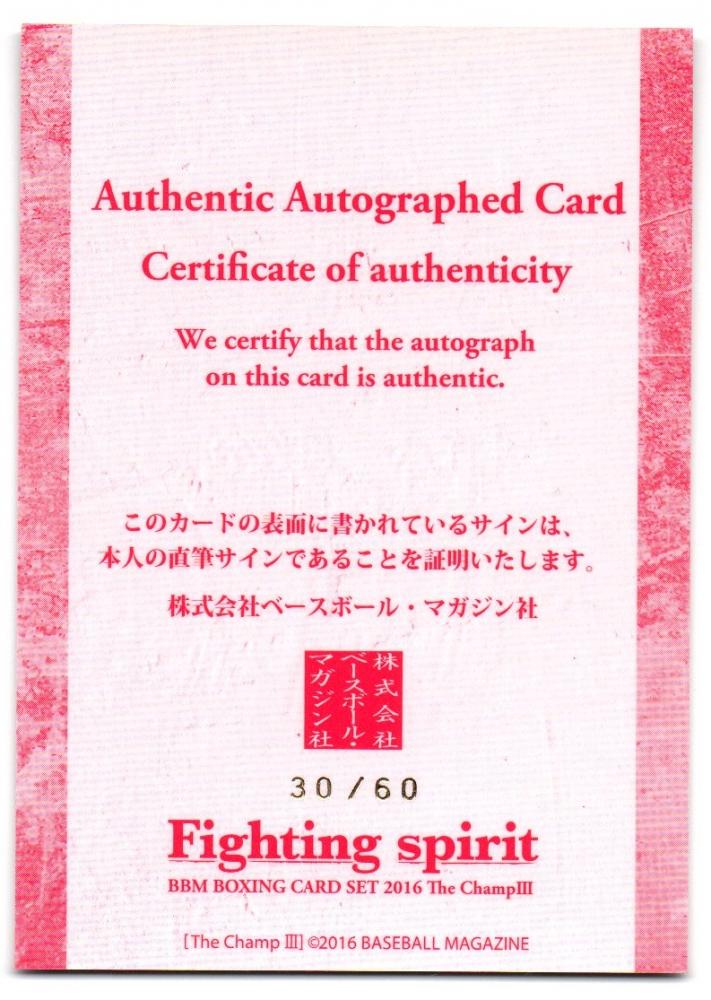 Authentic Autographed Card
Certificate of authenticity
We certify that the autograph
on this card is authentic.
このカードの表面に書かれているサインは、
本人の直筆サインであることを証明いたします。
株式会社ベースボール・マガジン社
株式会社
ベースボール・
マガジン社
30/60
Fighting spirit
BBM BOXING CARD SET 2016 The ChampⅢ
[The Champ Ⅲ] ©2016 BASEBALL MAGAZINE